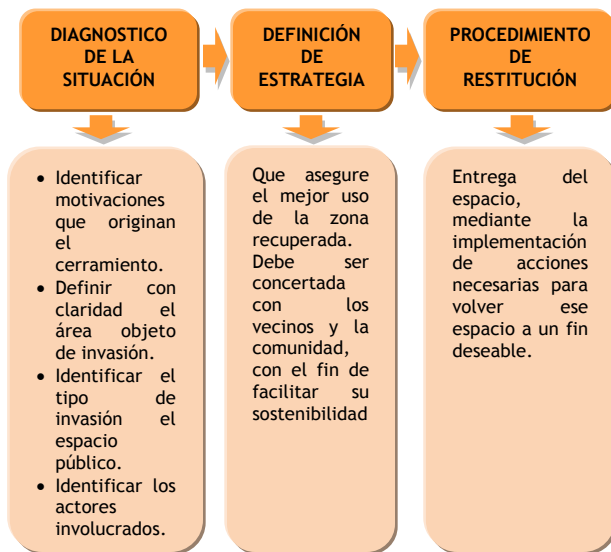 DIAGNOSTICO
DE LA
SITUACIÓN
DEFINICIÓN
DE
ESTRATEGIA
PROCEDIMIENTO
DE
RESTITUCIÓN
• Identificar
motivaciones
que originan
el
cerramiento.
• Definir con
claridad el
área objeto
de invasión.
• Identificar el
tipo de
invasión el
espacio
público.
• Identificar los
actores
involucrados.
Que asegure
el mejor uso
de la zona
recuperada.
Debe ser
concertada
con los
vecinos y la
comunidad,
con el fin de
facilitar su
sostenibilidad
Entrega del
espacio,
mediante la
implementación
de acciones
necesarias para
volver ese
espacio a un fin
deseable.